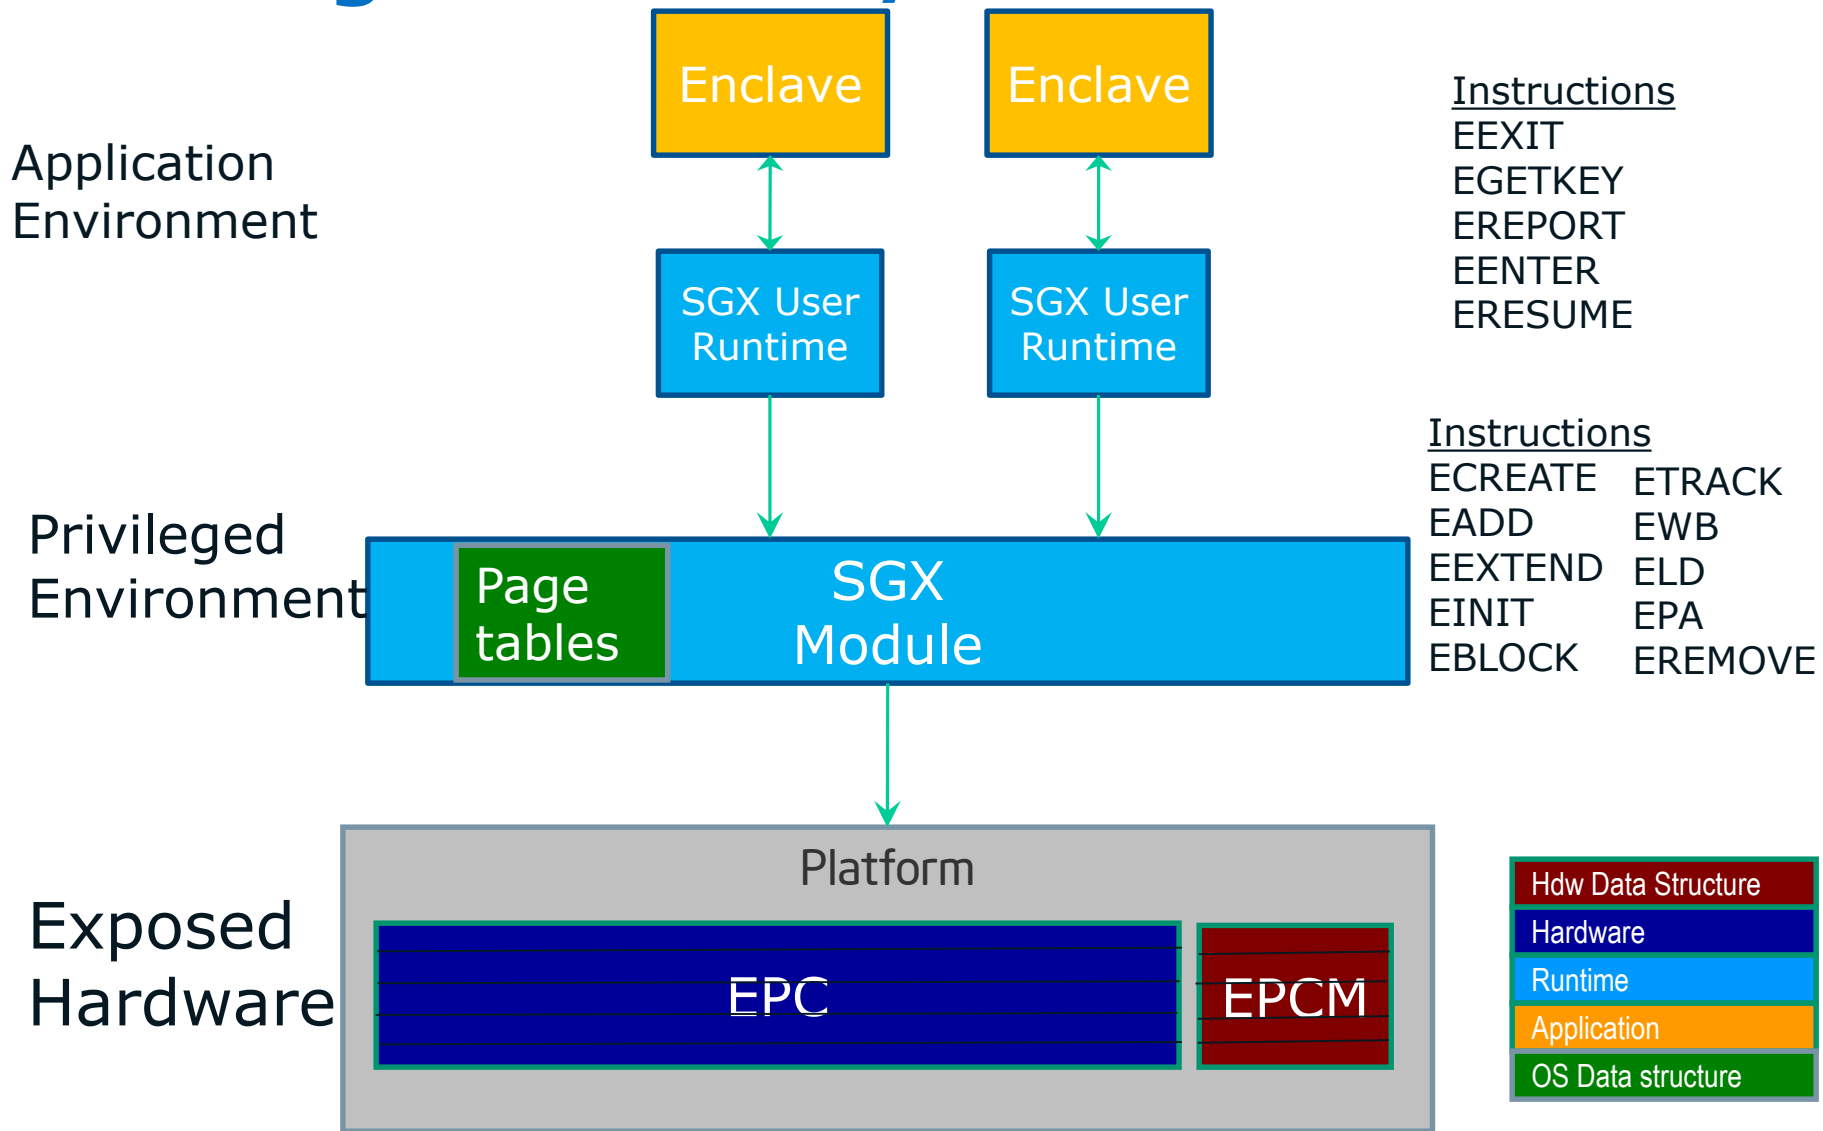 Enclave
Enclave
Instructions
EEXIT
EGETKEY
EREPORT
EENTER
ERESUME
Application
Environment
SGX User
Runtime
SGX User
Runtime
Instructions
ECREATE
EADD
EEXTEND
EINIT
EBLOCK
ETRACK
EWB
ELD
EPA
EREMOVE
Privileged
Environment
Page
tables
SGX
Module
Platform
Exposed
Hardware
EPC
EPCM
Hdw Data Structure
Hardware
Runtime
Application
OS Data structure